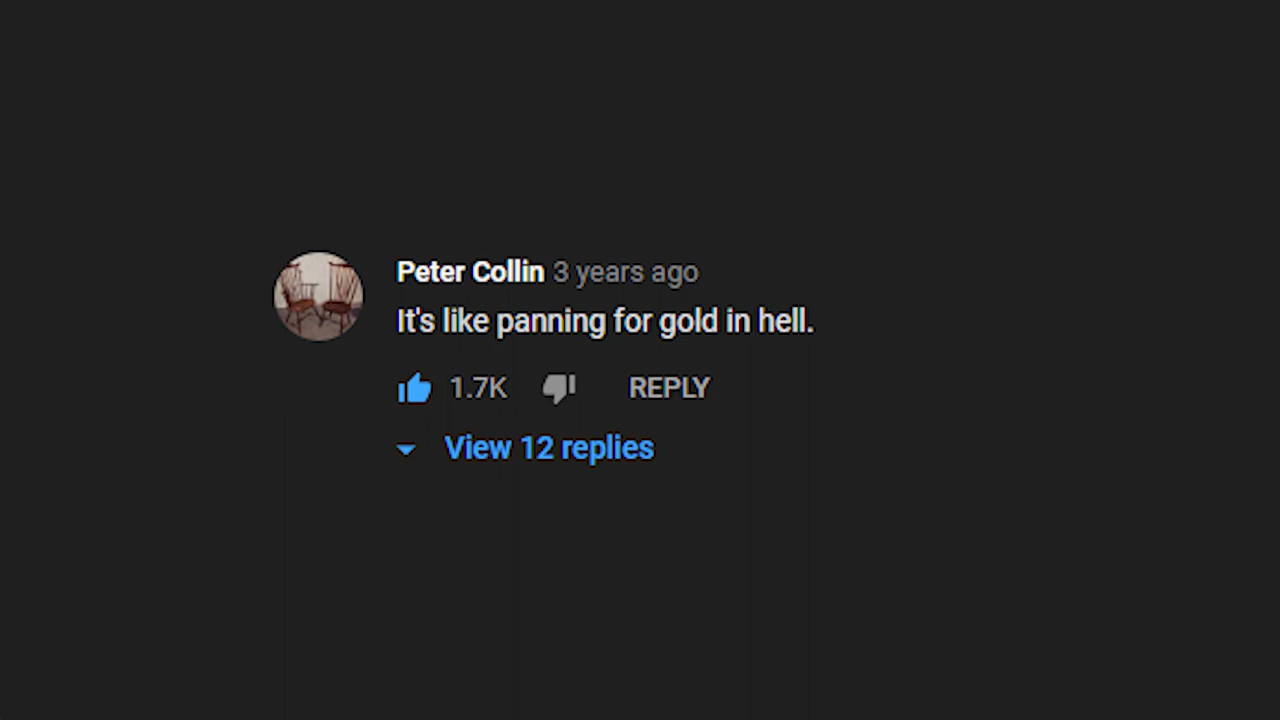 Peter Collin 3 years ago
It's like panning for gold in hell.
1.7K REPLY
View 12 replies